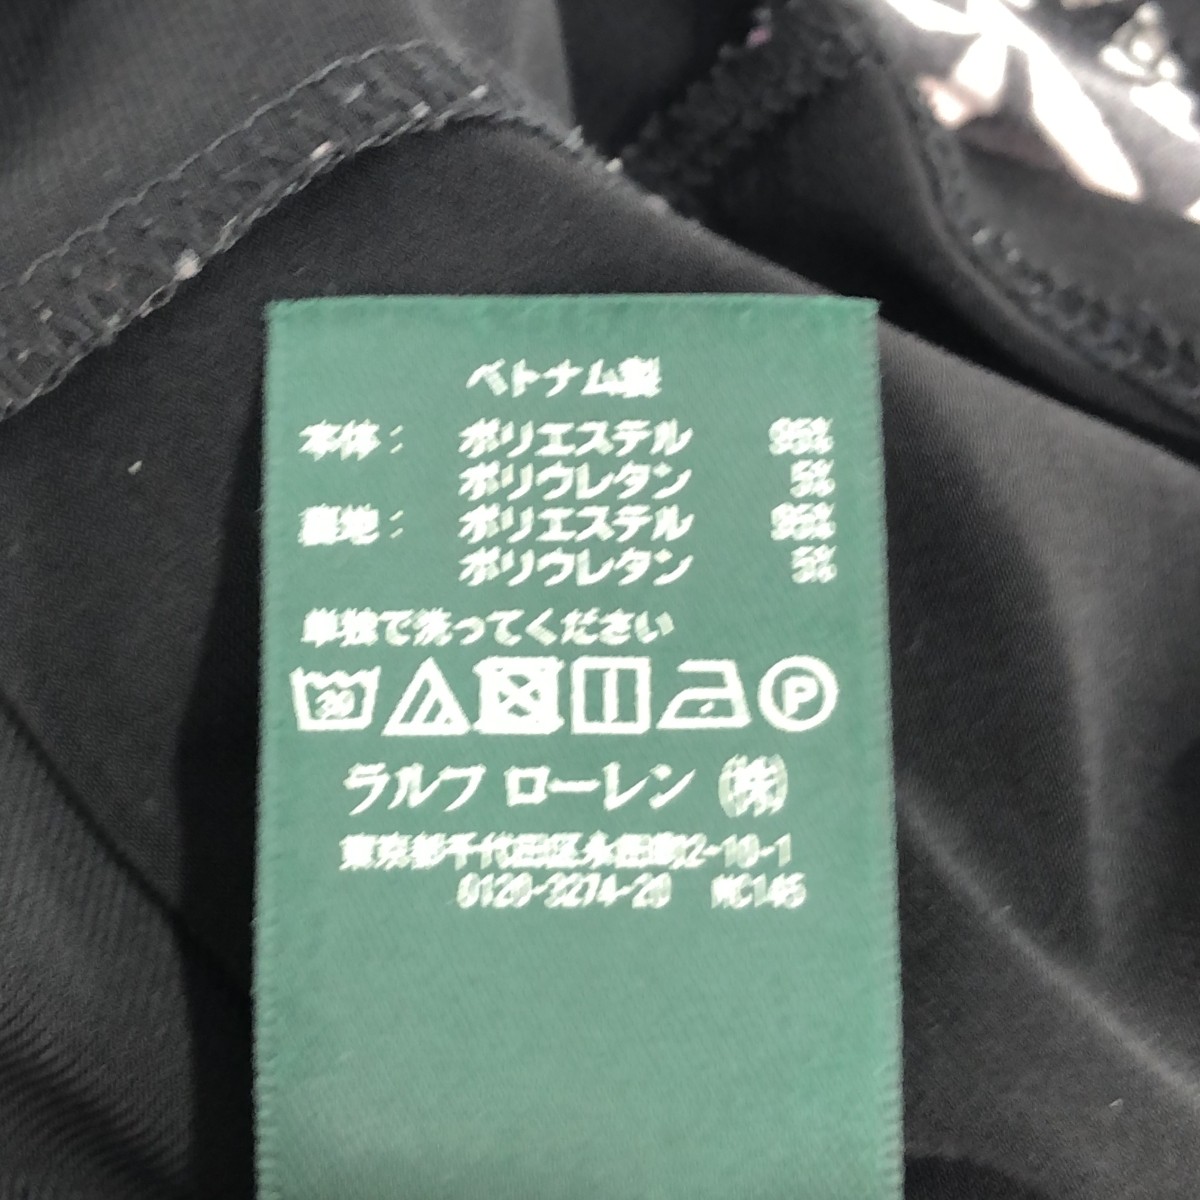 ベトナム製
本体: ポリエステル 95%
ポリウレタン 5%
裏地: ポリエステル 95%
ポリウレタン 5%
単独で洗ってください
30 P
ラルフ ローレン (株)
東京都千代田区永田町2-10-1
0120-3274-20 MC145